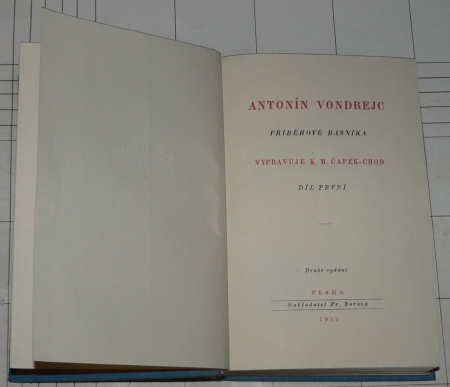 ANTONÍN VONDREJC
PŘÍBĚHOVÉ BÁSNÍKA
VYPRAVUJE K. M. ČAPEK-CHOD
DÍL PRVNÍ
Druhé vydání
PRAHA
Nakladatel Fr. Borový